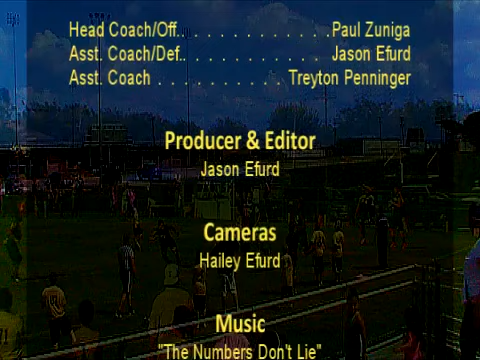 Head Coach/Off. . . . . . . . . . . . . .Paul Zuniga
Asst. Coach/Def.. . . . . . . . . . . . Jason Efurd
Asst. Coach . . . . . . . . . . Treyton Penninger
Producer & Editor
Jason Efurd
Cameras
Hailey Efurd
Music
"The Numbers Don't Lie"